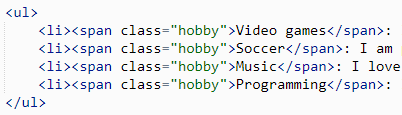 <ul>
<li><span class="hobby">Video games</span>:
<li><span class="hobby">Soccer</span>: I am
<li><span class="hobby">Music</span>: I love
<li><span class="hobby">Programming</span>:
</ul>